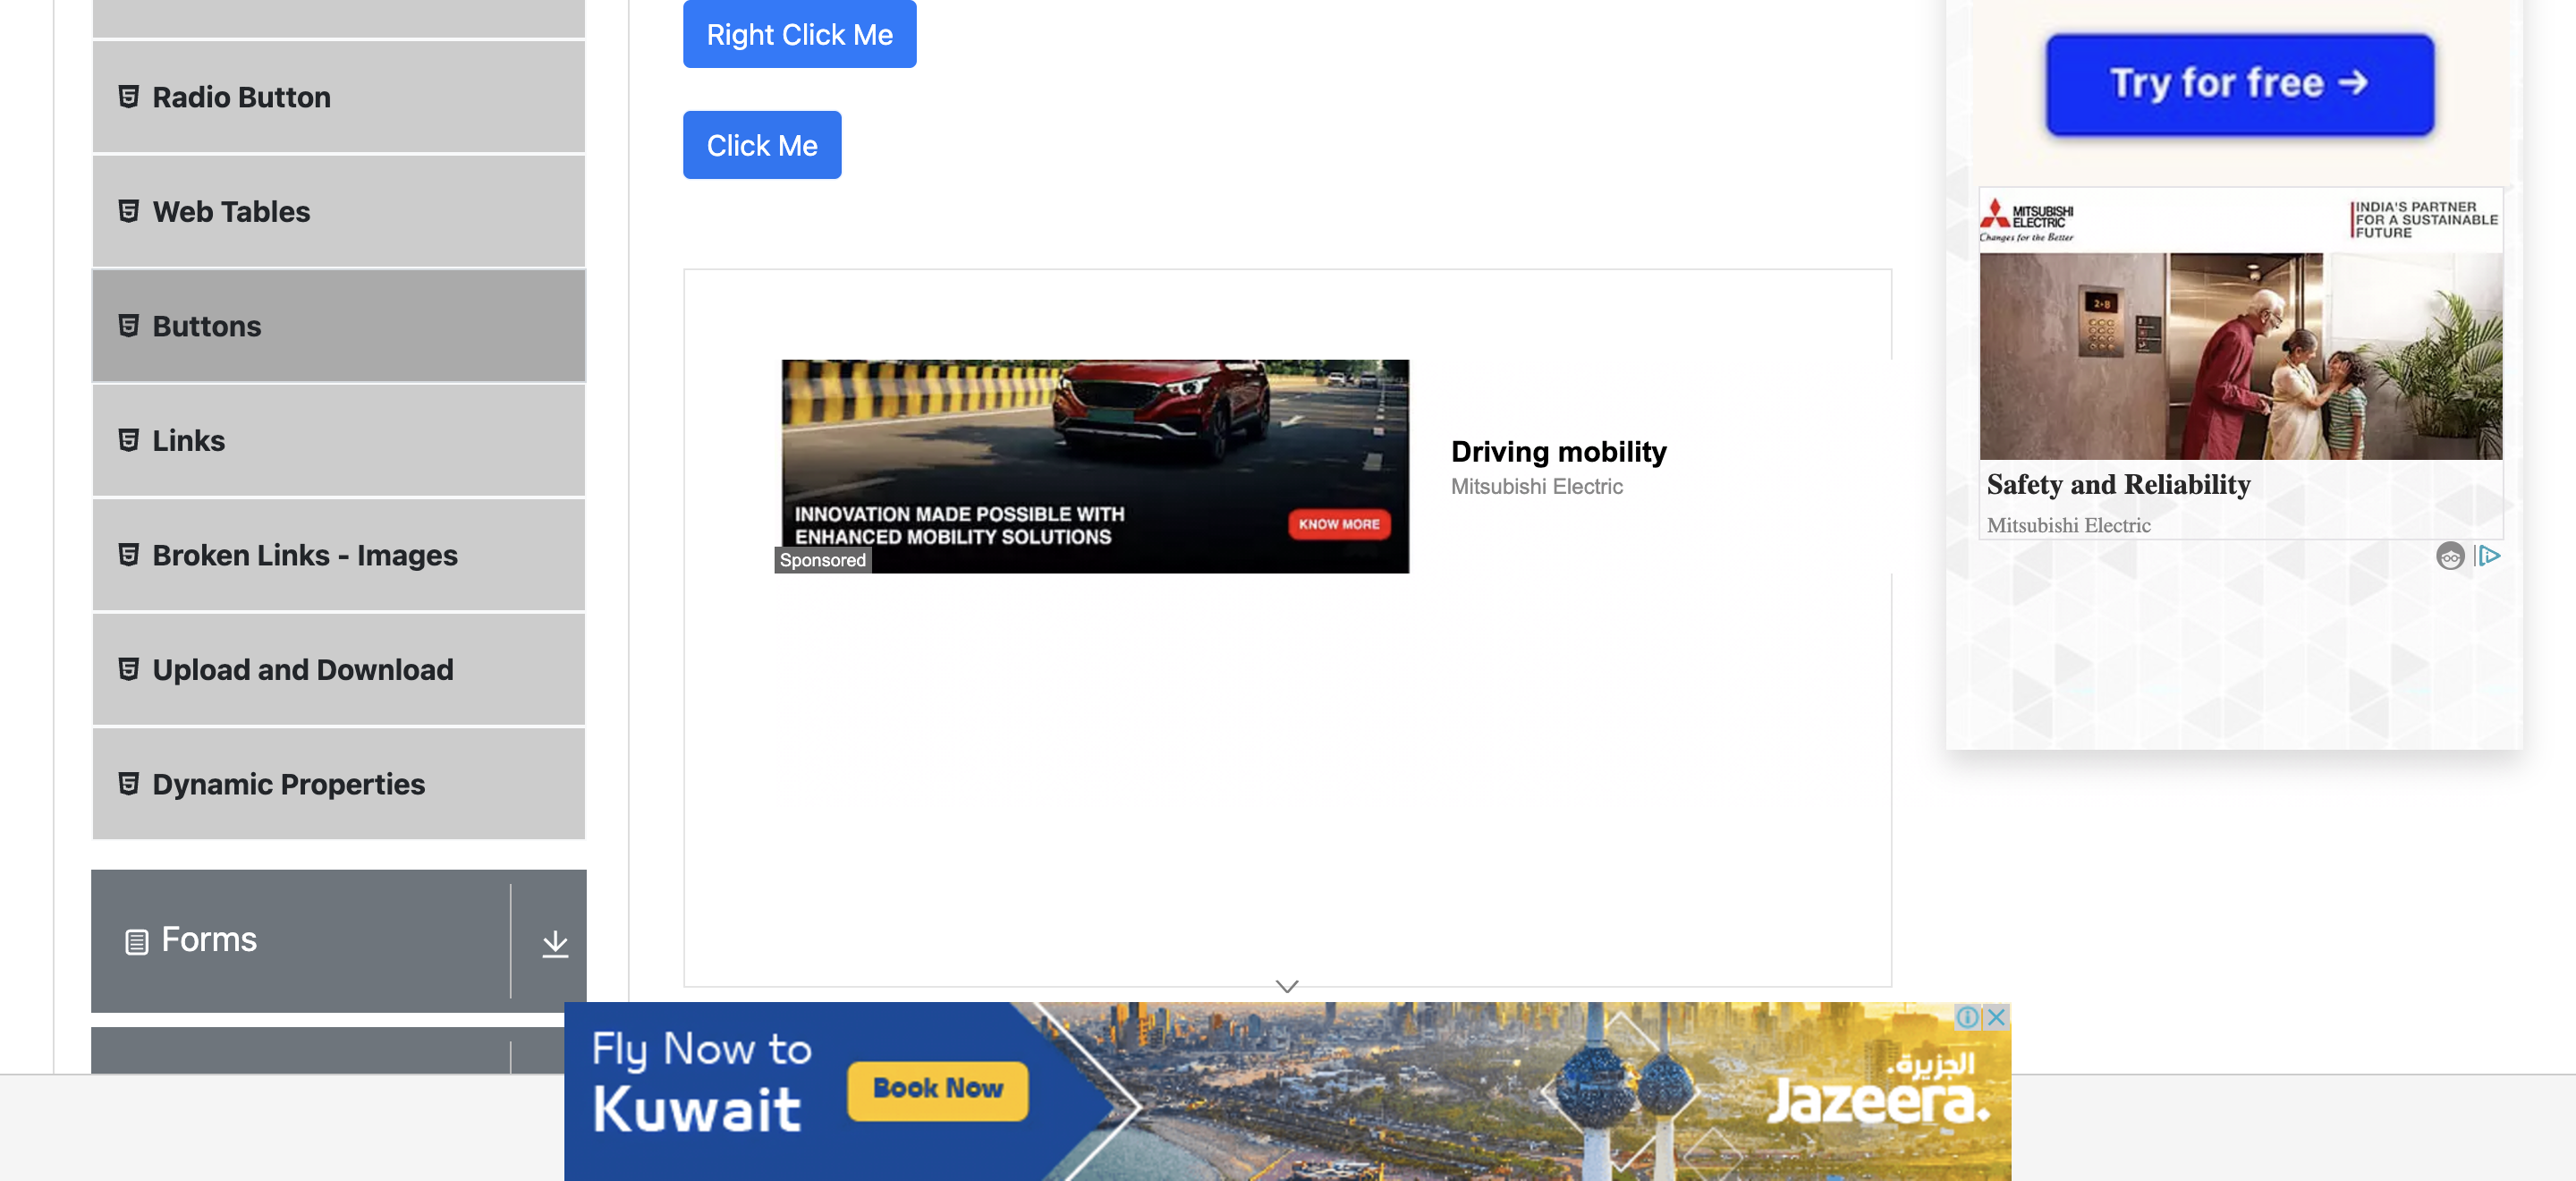 Right Click Me
Radio Button
Click Me
Web Tables
Buttons
Links
Broken Links - Images
Upload and Download
Dynamic Properties
Forms
INNOVATION MADE POSSIBLE WITH
ENHANCED MOBILITY SOLUTIONS
KNOW MORE
Sponsored
Driving mobility
Mitsubishi Electric
Try for free →
MITSUBISHI
ELECTRIC
Changes for the Better
INDIA'S PARTNER
FOR A SUSTAINABLE
FUTURE
Safety and Reliability
Mitsubishi Electric
Fly Now to
Kuwait
Book Now
الجزيرة.
Jazeera.